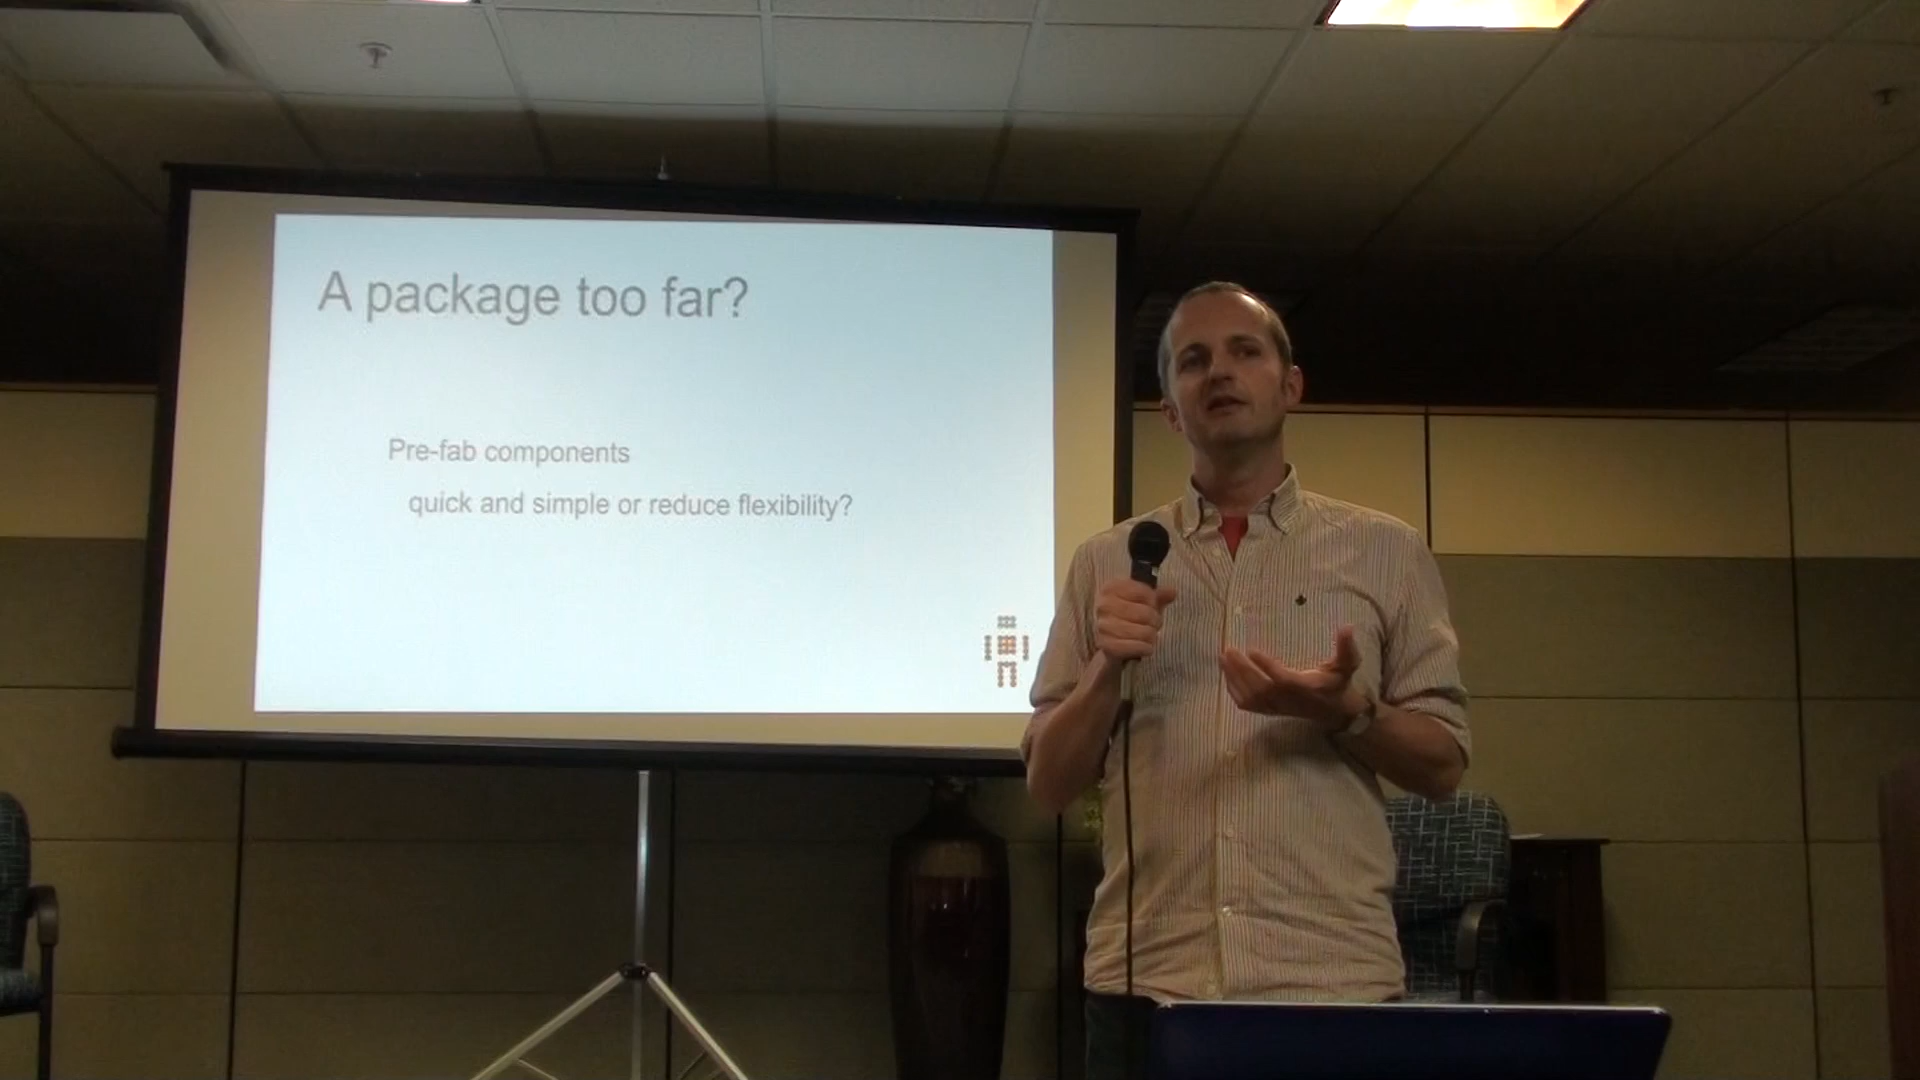 A package too far?
Pre-fab components
quick and simple or reduce flexibility?